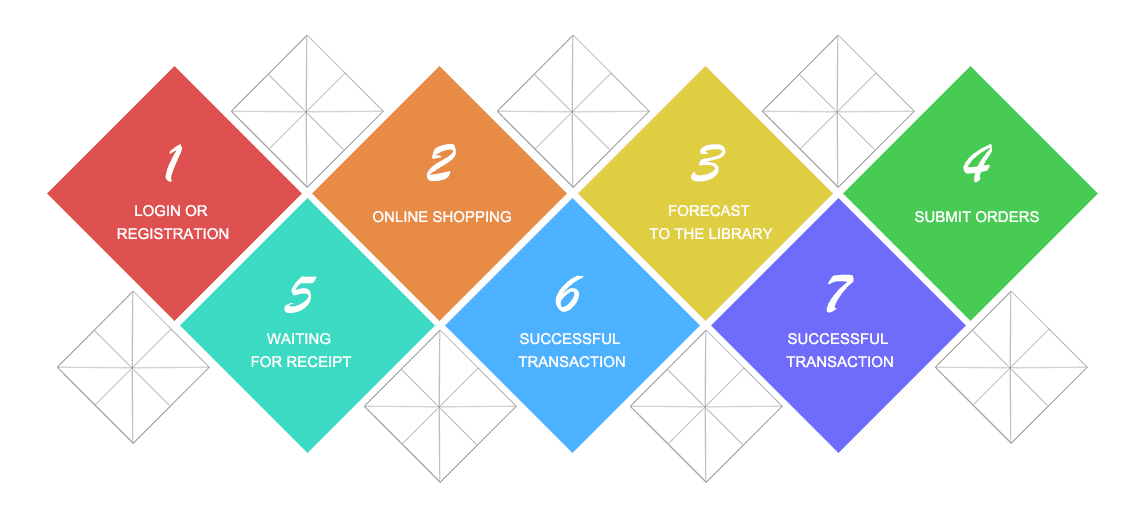 1
LOGIN OR
REGISTRATION
2
ONLINE SHOPPING
3
FORECAST
TO THE LIBRARY
4
SUBMIT ORDERS
5
WAITING
FOR RECEIPT
6
SUCCESSFUL
TRANSACTION
7
SUCCESSFUL
TRANSACTION